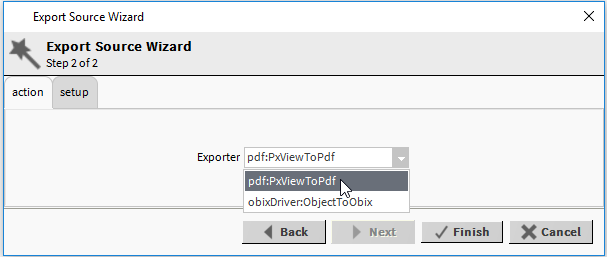 Export Source Wizard
Export Source Wizard
Step 2 of 2
action setup
Exporter pdf:PxViewToPdf
pdf:PxViewToPdf
obixDriver:ObjectToObix
Back Next Finish Cancel